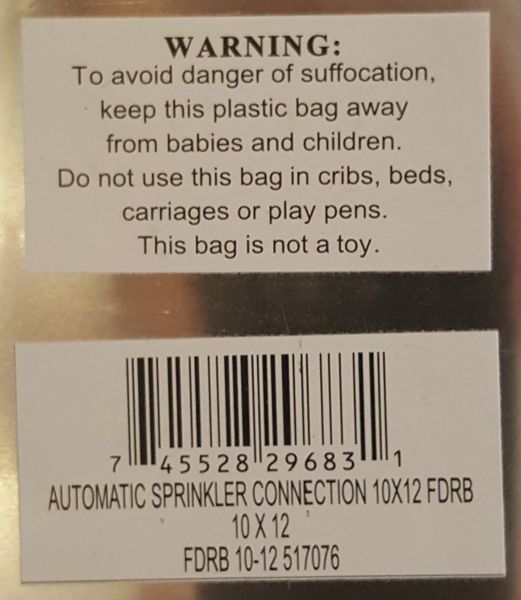 WARNING:
To avoid danger of suffocation,
keep this plastic bag away
from babies and children.
Do not use this bag in cribs, beds,
carriages or play pens.
This bag is not a toy.
7 45528 29683 1
AUTOMATIC SPRINKLER CONNECTION 10X12 FDRB
10 X 12
FDRB 10-12 517076